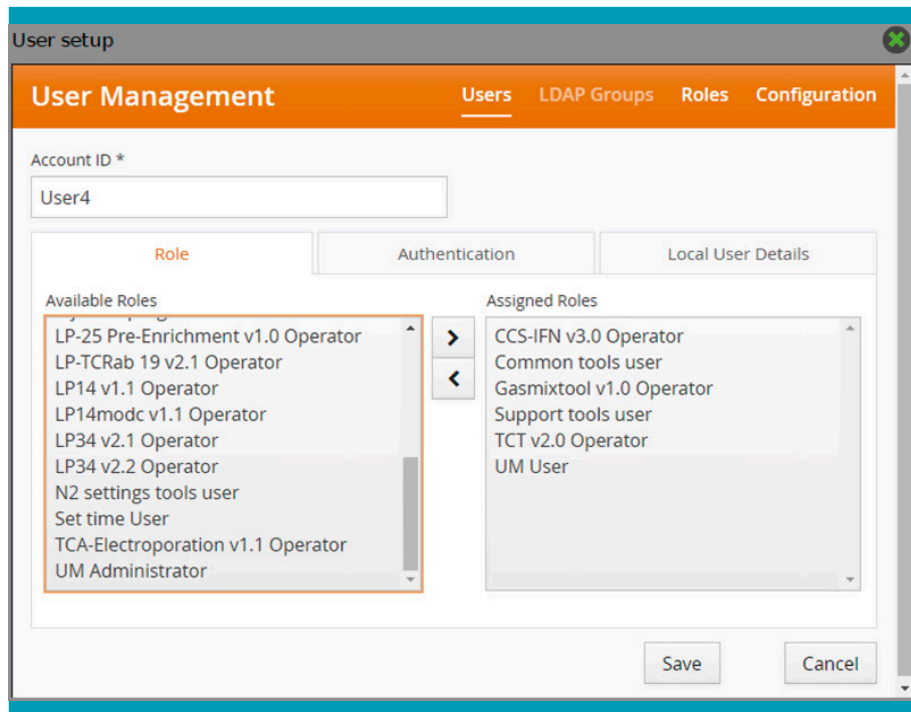 User setup
User Management
Users LDAP Groups Roles Configuration
Account ID *
User4
Role Authentication Local User Details
Available Roles
LP-25 Pre-Enrichment v1.0 Operator
LP-TCRab 19 v2.1 Operator
LP14 v1.1 Operator
LP14modc v1.1 Operator
LP34 v2.1 Operator
LP34 v2.2 Operator
N2 settings tools user
Set time User
TCA-Electroporation v1.1 Operator
UM Administrator
Assigned Roles
CCS-IFN v3.0 Operator
Common tools user
Gasmixtool v1.0 Operator
Support tools user
TCT v2.0 Operator
UM User
Save Cancel